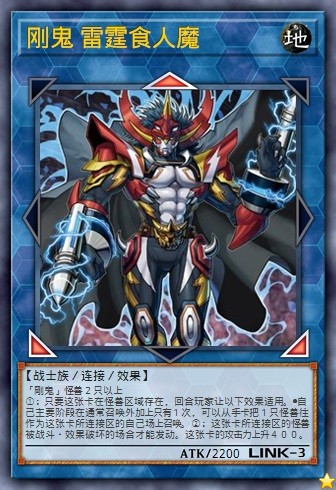 刚鬼 雷霆食人魔
地
【战士族／连接／效果】
「刚鬼」怪兽2只以上
①：只要这张卡在怪兽区域存在，回合玩家让以下效果适用。●自
己主要阶段在通常召唤外加上只有1次，可以从手卡把1只怪兽往
作为这张卡所连接区的自己场上召唤。②；这张卡所连接区的怪兽
被战斗·效果破坏的场合才能发动。这张卡的攻击力上升４００。
ATK/2200 LINK-3